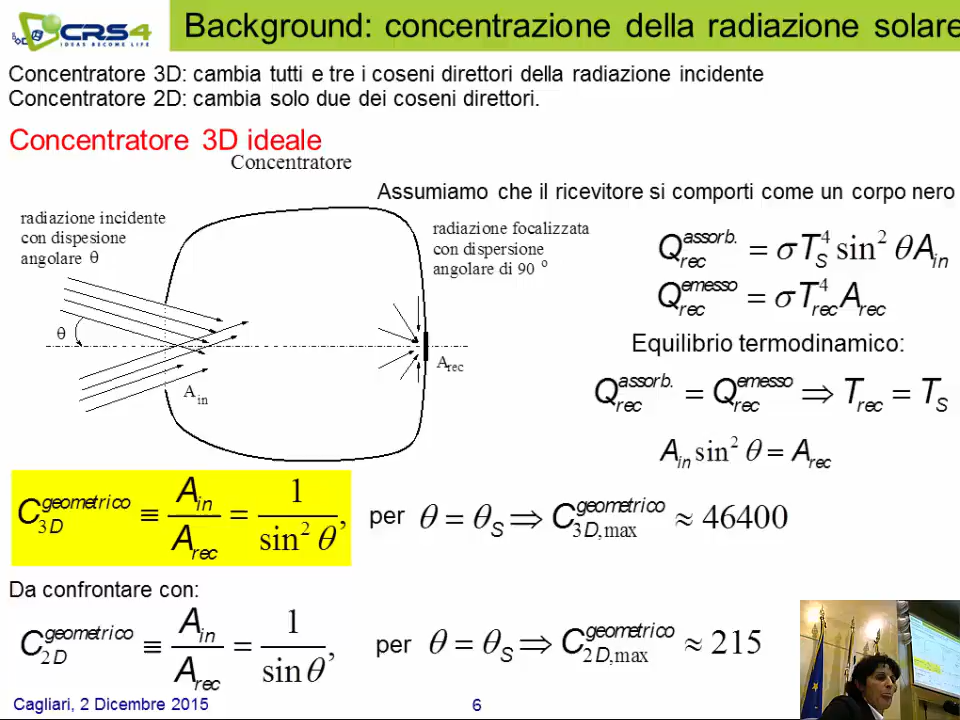 CRS4
IDEAS BECOME LIFE
Background: concentrazione della radiazione solare
Concentratore 3D: cambia tutti e tre i coseni direttori della radiazione incidente
Concentratore 2D: cambia solo due dei coseni direttori.
Concentratore 3D ideale
Concentratore
Assumiamo che il ricevitore si comporti come un corpo nero
radiazione incidente
con dispesione
angolare θ
radiazione focalizzata
con dispersione
angolare di 90 °
θ
A_in
A_rec
Q_rec^assorb. = σT_S^4 sin^2 θA_in
Q_rec^emesso = σT_rec^4 A_rec
Equilibrio termodinamico:
Q_rec^assorb. = Q_rec^emesso ⇒ T_rec = T_S
A_in sin^2 θ = A_rec
C_3D^geometrico ≡ A_in / A_rec = 1 / sin^2 θ, per θ = θ_S ⇒ C_3D,max^geometrico ≈ 46400
Da confrontare con:
C_2D^geometrico ≡ A_in / A_rec = 1 / sin θ, per θ = θ_S ⇒ C_2D,max^geometrico ≈ 215
Cagliari, 2 Dicembre 2015
6